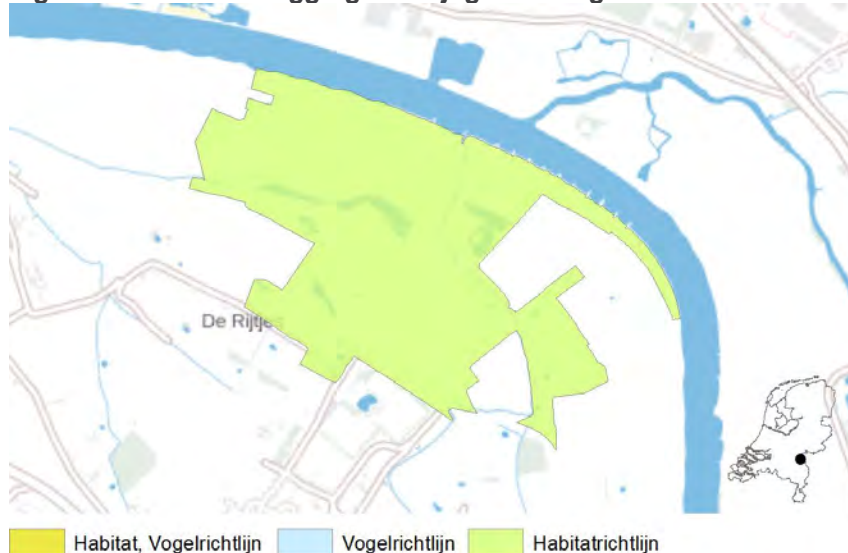 De Rijtjes
Habitat, Vogelrichtlijn
Vogelrichtlijn
Habitatrichtlijn